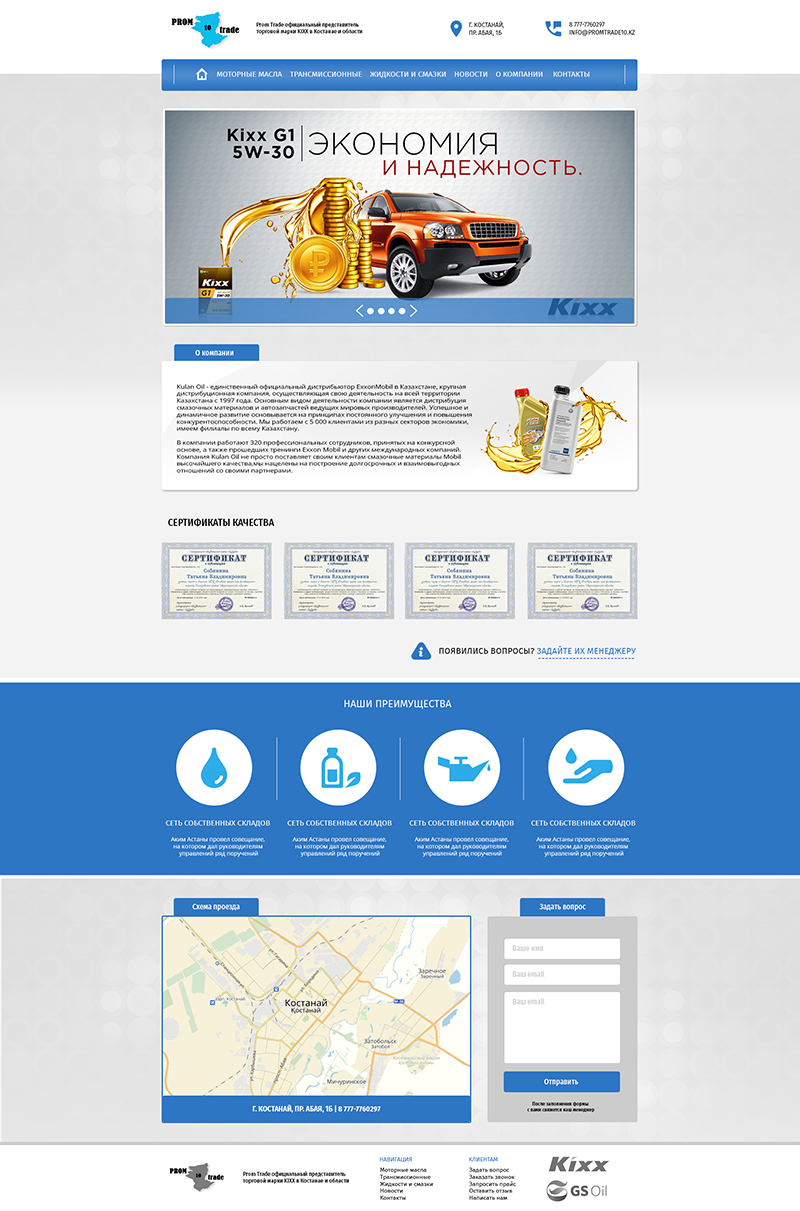 PROM 10 trade
Prom Trade официальный представитель
торговой марки KIXX в Костанае и области
Г. КОСТАНАЙ,
ПР. АБАЯ, 1Б
8 777-7760297
INFO@PROMTRADE10.KZ
МОТОРНЫЕ МАСЛА ТРАНСМИССИОННЫЕ ЖИДКОСТИ И СМАЗКИ НОВОСТИ О КОМПАНИИ КОНТАКТЫ
Kixx G1
5W-30
ЭКОНОМИЯ
И НАДЕЖНОСТЬ.
Kixx
G1 5W-30
Kixx
О компании
Kulan Oil - единственный официальный дистрибьютор ExxonMobil в Казахстане, крупная
дистрибуционная компания, осуществляющая свою деятельность на всей территории
Казахстана с 1997 года. Основным видом деятельности компании является дистрибуция
смазочных материалов и автозапчастей ведущих мировых производителей. Успешное и
динамичное развитие основывается на принципах постоянного улучшения и повышения
конкурентоспособности. Мы работаем с 5 000 клиентами из разных секторов экономики,
имеем филиалы по всему Казахстану.
В компании работают 320 профессиональных сотрудников, принятых на конкурсной
основе, а также прошедших тренинги Exxon Mobil и других международных компаний.
Компания Kulan Oil не просто поставляет своим клиентам смазочные материалы Mobil
высочайшего качества,мы нацелены на построение долгосрочных и взаимовыгодных
отношений со своими партнерами.
СЕРТИФИКАТЫ КАЧЕСТВА
СЕРТИФИКАТ СЕРТИФИКАТ СЕРТИФИКАТ СЕРТИФИКАТ
о публикации о публикации о публикации о публикации
Собянина Собянина Собянина Собянина
Татьяна Владимировна Татьяна Владимировна Татьяна Владимировна Татьяна Владимировна
ПОЯВИЛИСЬ ВОПРОСЫ? ЗАДАЙТЕ ИХ МЕНЕДЖЕРУ
НАШИ ПРЕИМУЩЕСТВА
СЕТЬ СОБСТВЕННЫХ СКЛАДОВ СЕТЬ СОБСТВЕННЫХ СКЛАДОВ СЕТЬ СОБСТВЕННЫХ СКЛАДОВ СЕТЬ СОБСТВЕННЫХ СКЛАДОВ
Аким Астаны провел совещание, Аким Астаны провел совещание, Аким Астаны провел совещание, Аким Астаны провел совещание,
на котором дал руководителям на котором дал руководителям на котором дал руководителям на котором дал руководителям
управлений ряд поручений управлений ряд поручений управлений ряд поручений управлений ряд поручений
Схема проезда
Заречное
Заречный
Костанай
Қостанай
Затобольск
Затобол
Мичуринское
Г. КОСТАНАЙ, ПР. АБАЯ, 1Б | 8 777-7760297
Задать вопрос
Ваше имя
Ваш email
Ваш email
Отправить
После заполнения формы
с вами свяжется ваш менеджер
PROM 10 trade
Prom Trade официальный представитель
торговой марки KIXX в Костанае и области
НАВИГАЦИЯ
Моторные масла
Трансмиссионные
Жидкости и смазки
Новости
Контакты
КЛИЕНТАМ
Задать вопрос
Заказать звонок
Запросить прайс
Оставить отзыв
Написать нам
Kixx
GS Oil